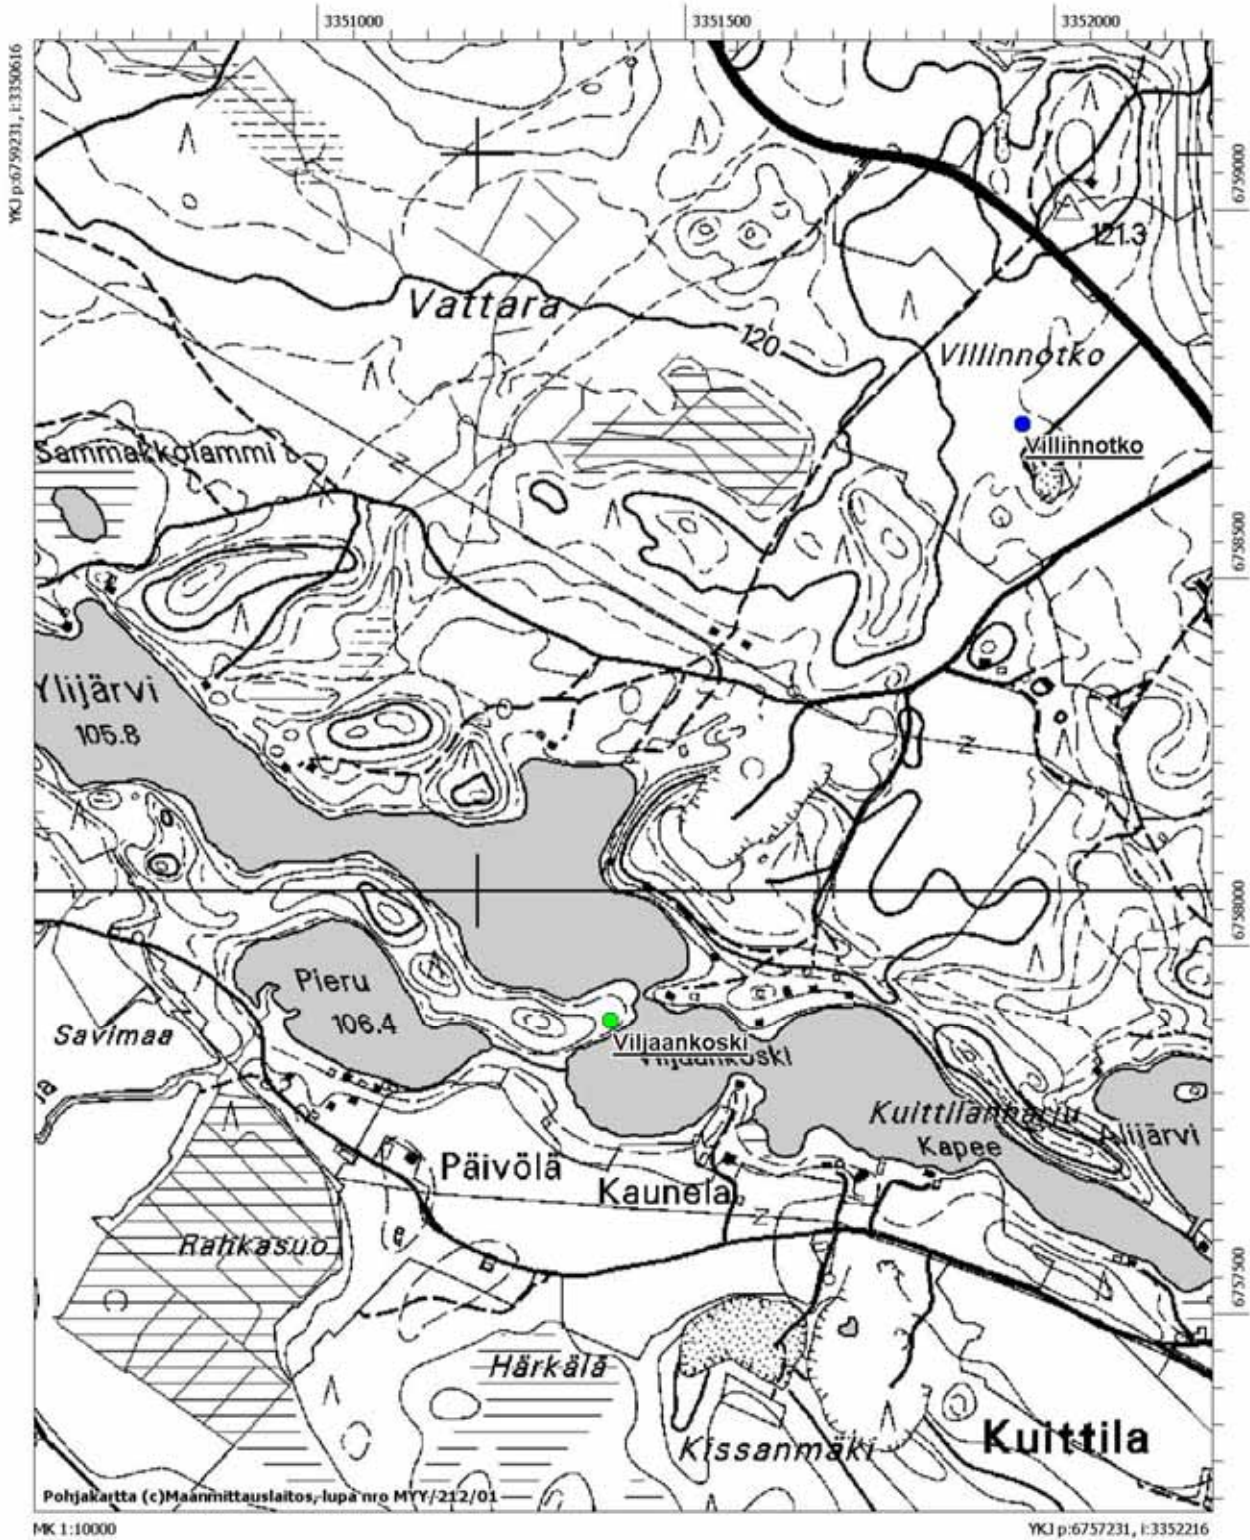 3351000
3351500
3352000
YKJ p:6759231, i:3350616
6759000
121.3
Vattara
120
Villinnotko
Villinnotko
Sammakkolammi
6758500
Ylijärvi
105.8
6758000
Pieru
106.4
Savimaa
Viljaankoski
Viljaankoski
Kuittilanharju
Kapee
Alijärvi
Päivölä
Kaunela
Rahkasuo
6757500
Härkälä
Kissanmäki
Kuittila
Pohjakartta (c)Maanmittauslaitos, lupa nro MYY/212/01
MK 1:10000
YKJ p:6757231, i:3352216